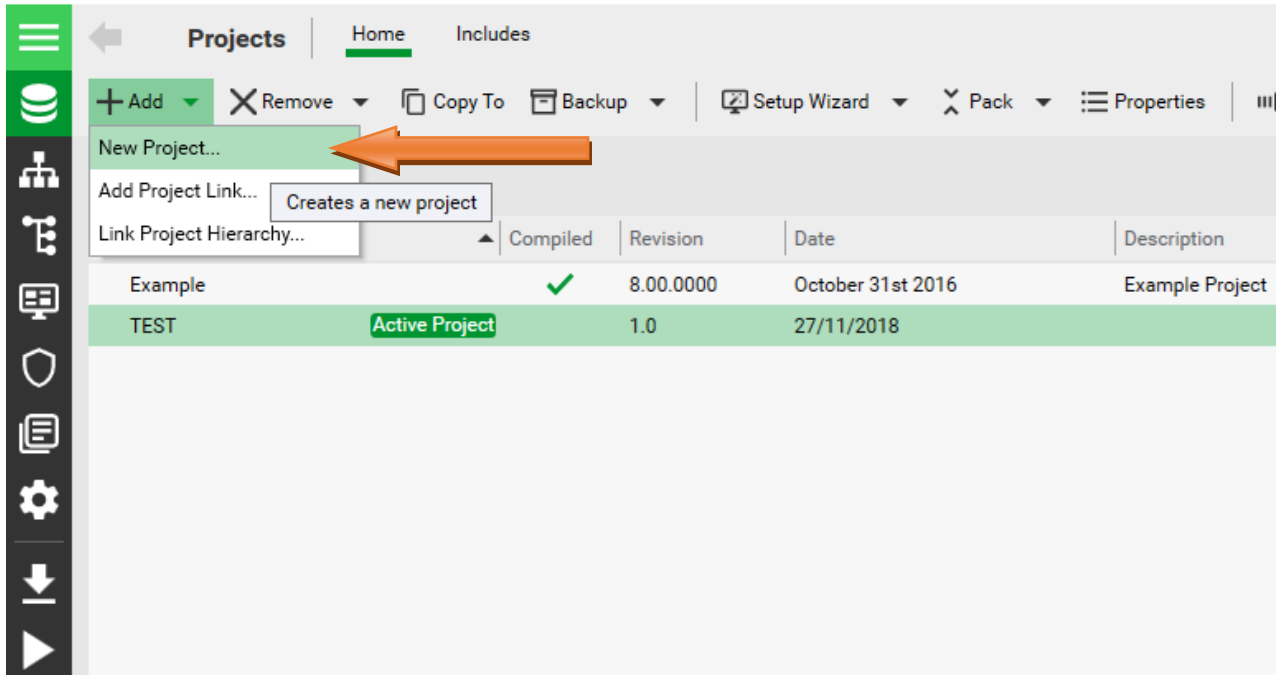 Projects Home Includes
Add Remove Copy To Backup Setup Wizard Pack Properties
New Project...
Add Project Link...
Creates a new project
Link Project Hierarchy...
Compiled Revision Date Description
Example 8.00.0000 October 31st 2016 Example Project
TEST Active Project 1.0 27/11/2018